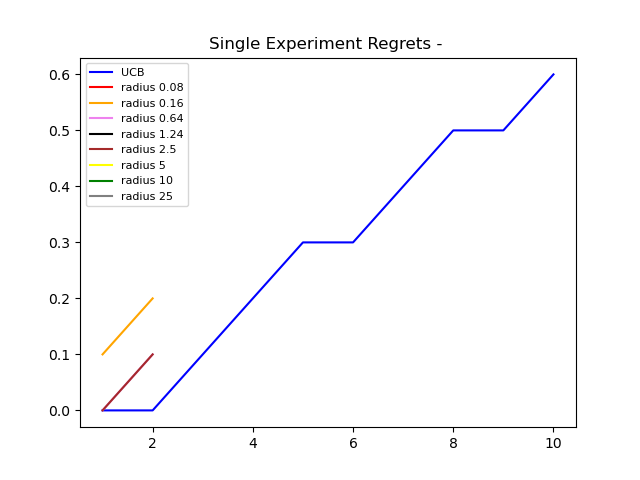 Single Experiment Regrets -
UCB
radius 0.08
radius 0.16
radius 0.64
radius 1.24
radius 2.5
radius 5
radius 10
radius 25
0.6
0.5
0.4
0.3
0.2
0.1
0.0
2 4 6 8 10